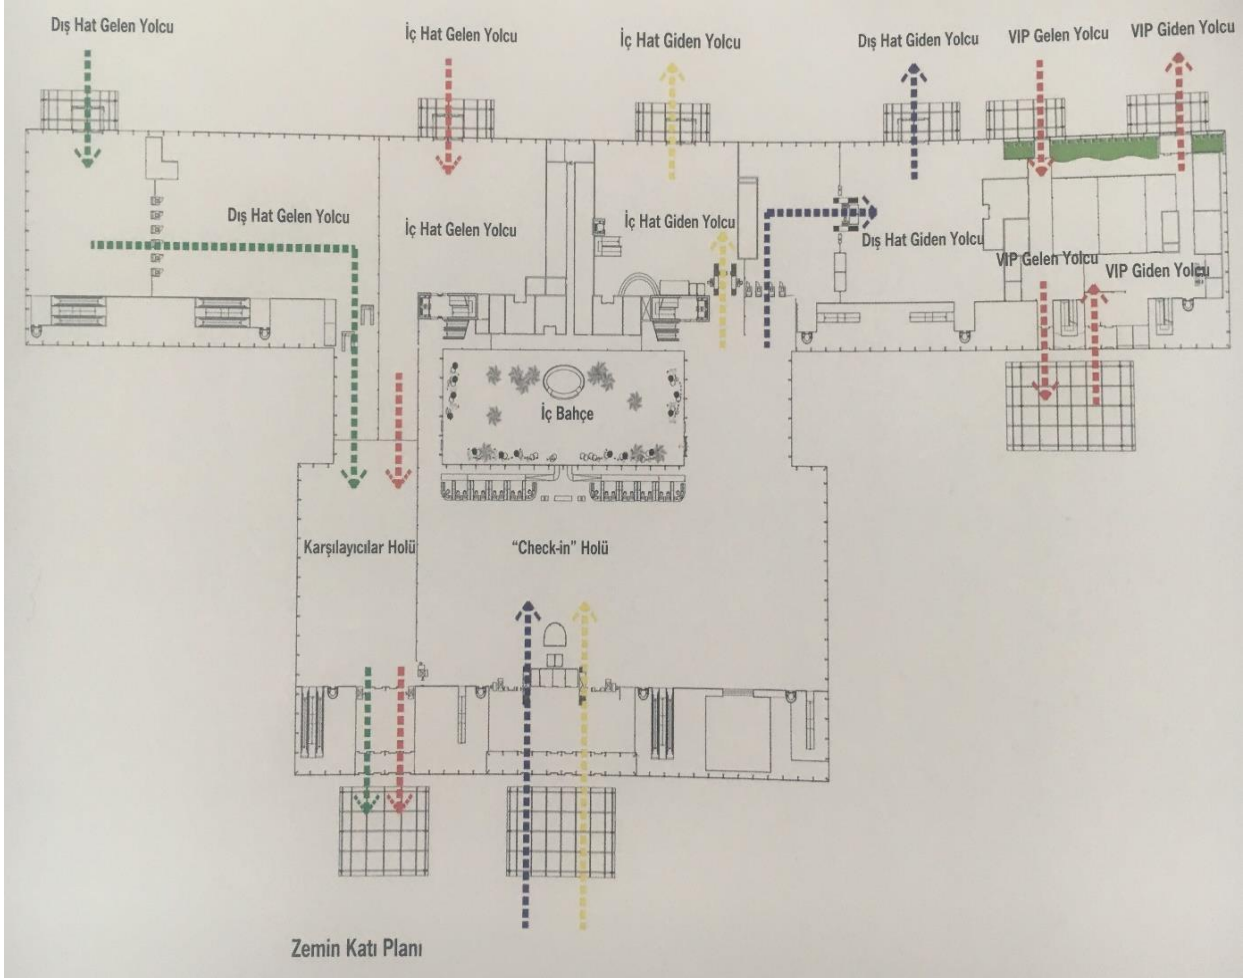 Dış Hat Gelen Yolcu
İç Hat Gelen Yolcu
İç Hat Giden Yolcu
Dış Hat Giden Yolcu
VIP Gelen Yolcu
VIP Giden Yolcu
Dış Hat Gelen Yolcu
İç Hat Gelen Yolcu
İç Hat Giden Yolcu
Dış Hat Giden Yolcu
VIP Gelen Yolcu
VIP Giden Yolcu
İç Bahçe
Karşılayıcılar Holü
“Check-in” Holü
Zemin Katı Planı